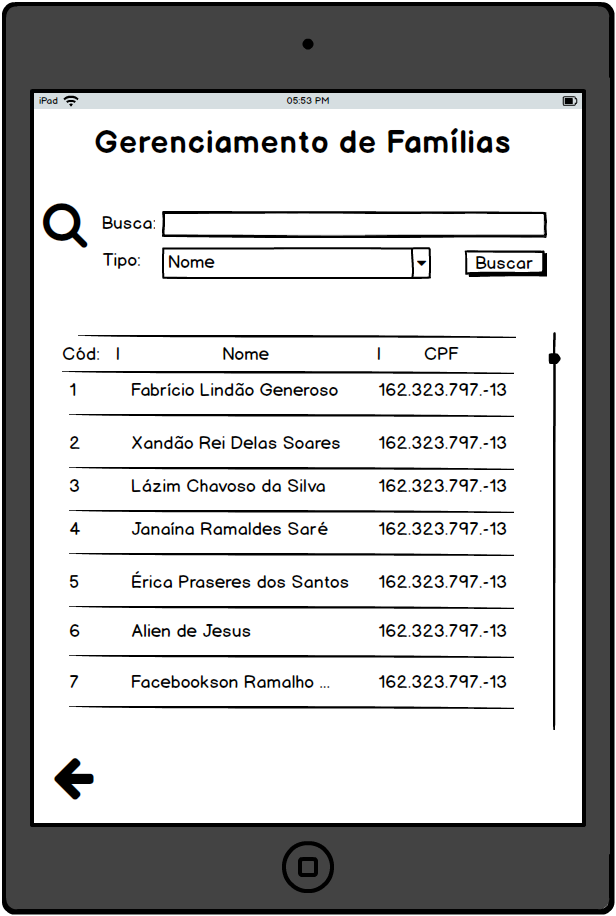 iPad 05:53 PM
Gerenciamento de Famílias
Busca:
Tipo: Nome Buscar
Cód: | Nome | CPF
1 Fabrício Lindão Generoso 162.323.797.-13
2 Xandão Rei Delas Soares 162.323.797.-13
3 Lázim Chavoso da Silva 162.323.797.-13
4 Janaína Ramaldes Saré 162.323.797.-13
5 Érica Praseres dos Santos 162.323.797.-13
6 Alien de Jesus 162.323.797.-13
7 Facebookson Ramalho ... 162.323.797.-13